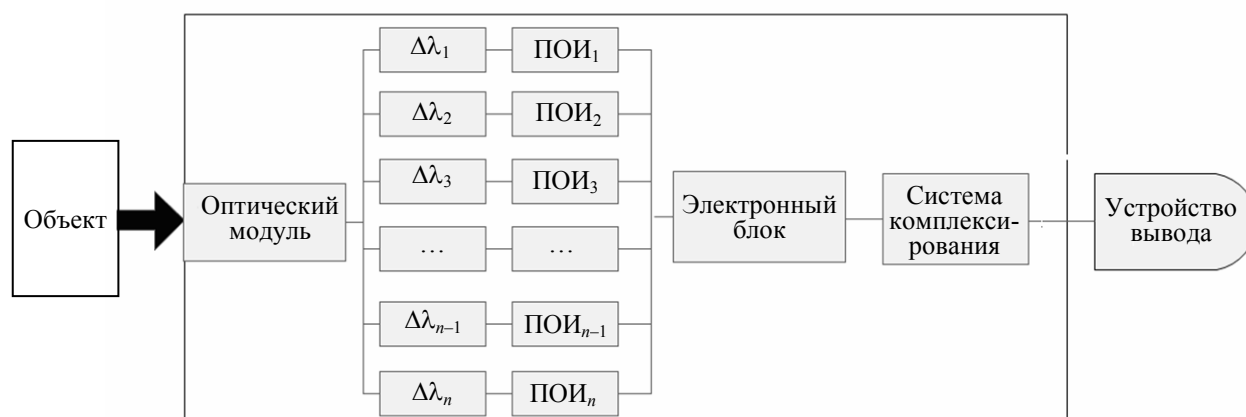 Δλ₁ ПОИ₁
Δλ₂ ПОИ₂
Δλ₃ ПОИ₃
Объект
Оптический
модуль
… …
Электронный
блок
Система
комплекси-
рования
Устройство
вывода
Δλₙ₋₁ ПОИₙ₋₁
Δλₙ ПОИₙ